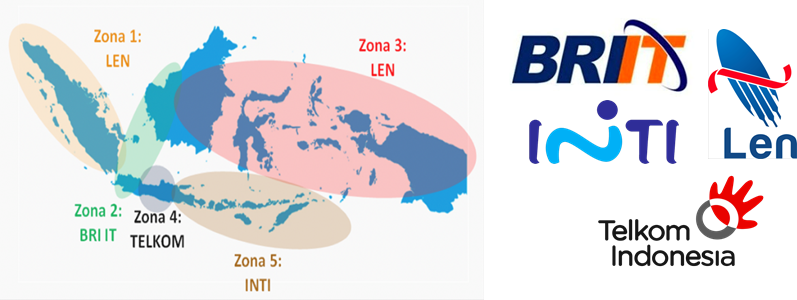 Zona 1:
LEN
Zona 3:
LEN
Zona 2:
BRI IT
Zona 4:
TELKOM
Zona 5:
INTI
BRIIT
INTI
Len
Telkom
Indonesia